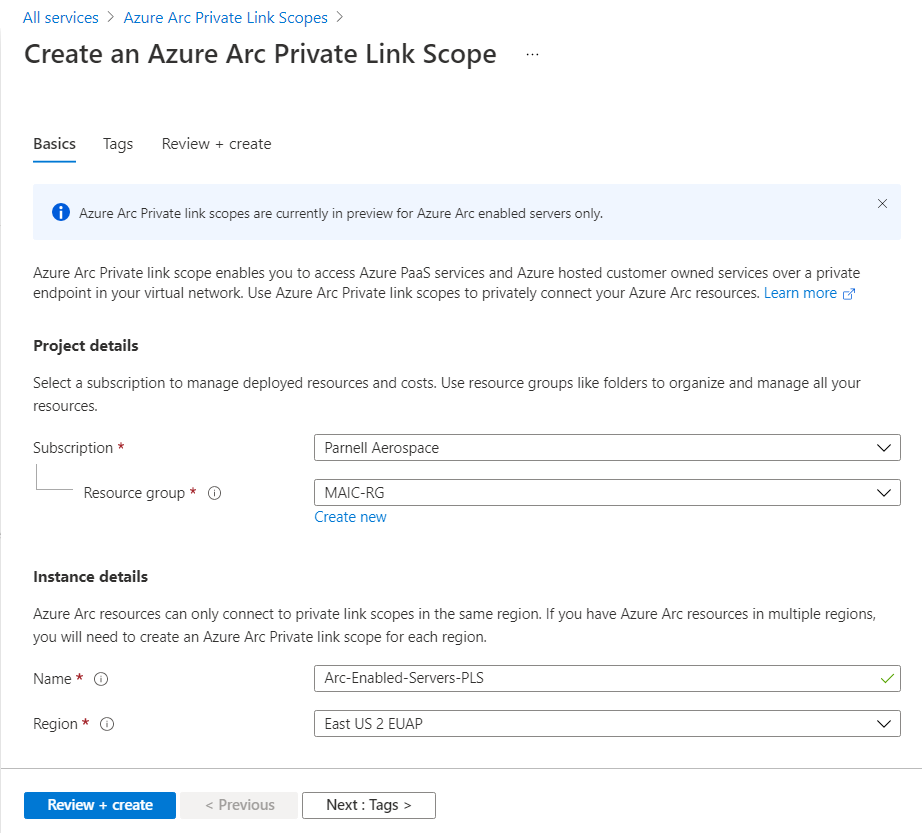 All services > Azure Arc Private Link Scopes >
Create an Azure Arc Private Link Scope ...
Basics Tags Review + create
Azure Arc Private link scopes are currently in preview for Azure Arc enabled servers only.
Azure Arc Private link scope enables you to access Azure PaaS services and Azure hosted customer owned services over a private
endpoint in your virtual network. Use Azure Arc Private link scopes to privately connect your Azure Arc resources. Learn more
Project details
Select a subscription to manage deployed resources and costs. Use resource groups like folders to organize and manage all your
resources.
Subscription * Parnell Aerospace
Resource group * MAIC-RG
Create new
Instance details
Azure Arc resources can only connect to private link scopes in the same region. If you have Azure Arc resources in multiple regions,
you will need to create an Azure Arc Private link scope for each region.
Name * Arc-Enabled-Servers-PLS
Region * East US 2 EUAP
Review + create < Previous Next : Tags >